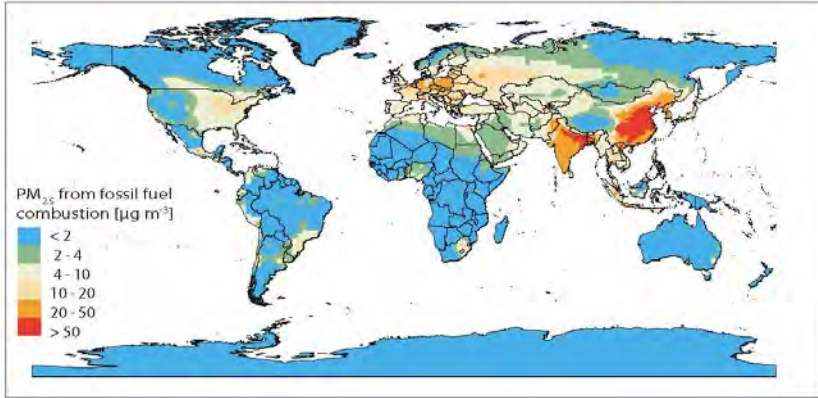 PM₂.₅ from fossil fuel
combustion [µg m⁻³]
< 2
2 - 4
4 - 10
10 - 20
20 - 50
> 50